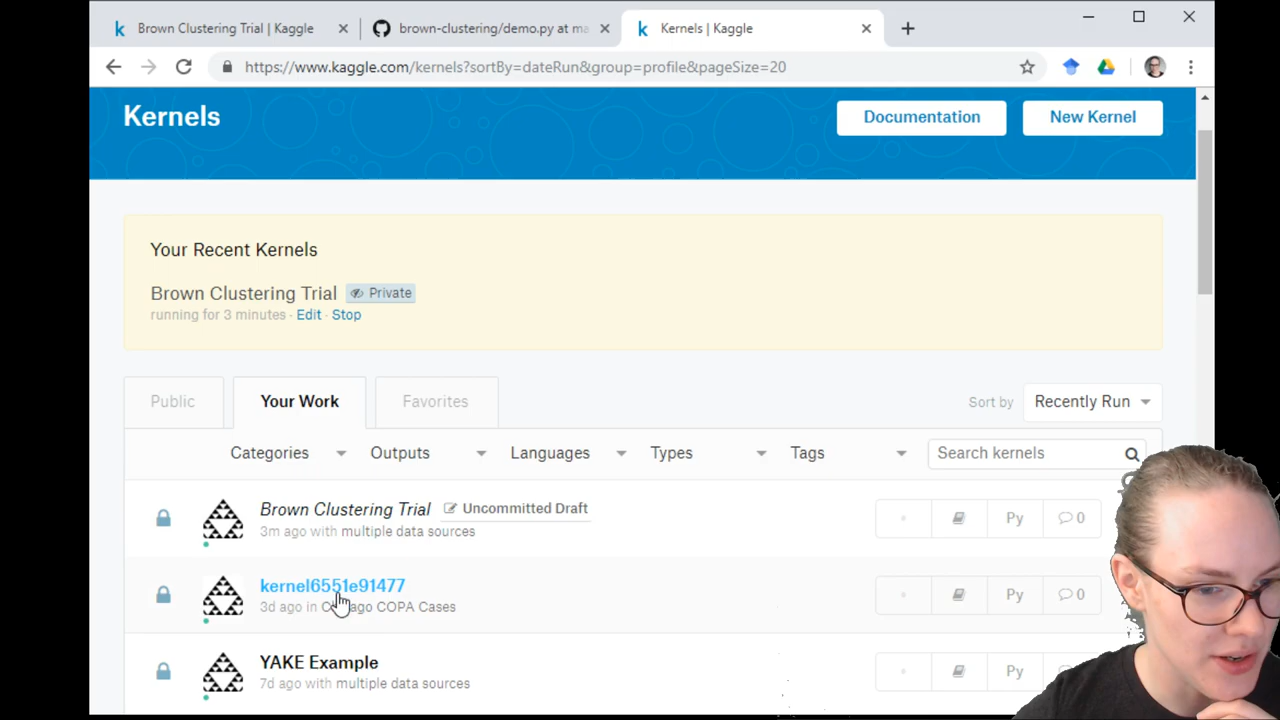 Brown Clustering Trial | Kaggle
brown-clustering/demo.py at ma
Kernels | Kaggle
https://www.kaggle.com/kernels?sortBy=dateRun&group=profile&pageSize=20
Kernels
Documentation
New Kernel
Your Recent Kernels
Brown Clustering Trial Private
running for 3 minutes · Edit · Stop
Public
Your Work
Favorites
Sort by
Recently Run
Categories
Outputs
Languages
Types
Tags
Search kernels
Brown Clustering Trial Uncommitted Draft
3m ago with multiple data sources
Py
0
kernel6551e91477
3d ago in COPA Cases
Py
0
YAKE Example
7d ago with multiple data sources
Py